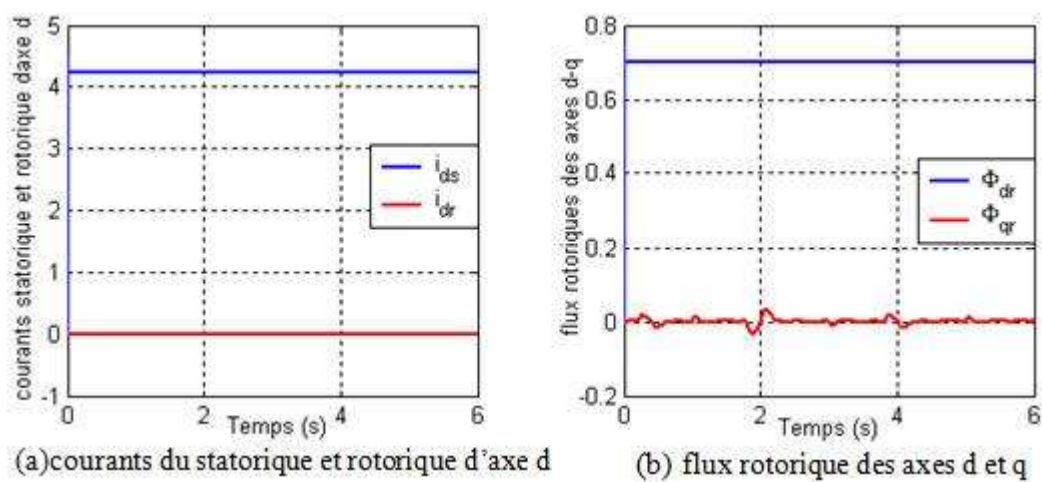 courants statorique et rotorique daxe d
5
4
3
2
1
0
-1
0
2
4
6
Temps (s)
i_ds
i_dr
(a)courants du statorique et rotorique d'axe d
flux rotoriques des axes d-q
0.8
0.6
0.4
0.2
0
-0.2
0
2
4
6
Temps (s)
Φ_dr
Φ_qr
(b) flux rotorique des axes d et q